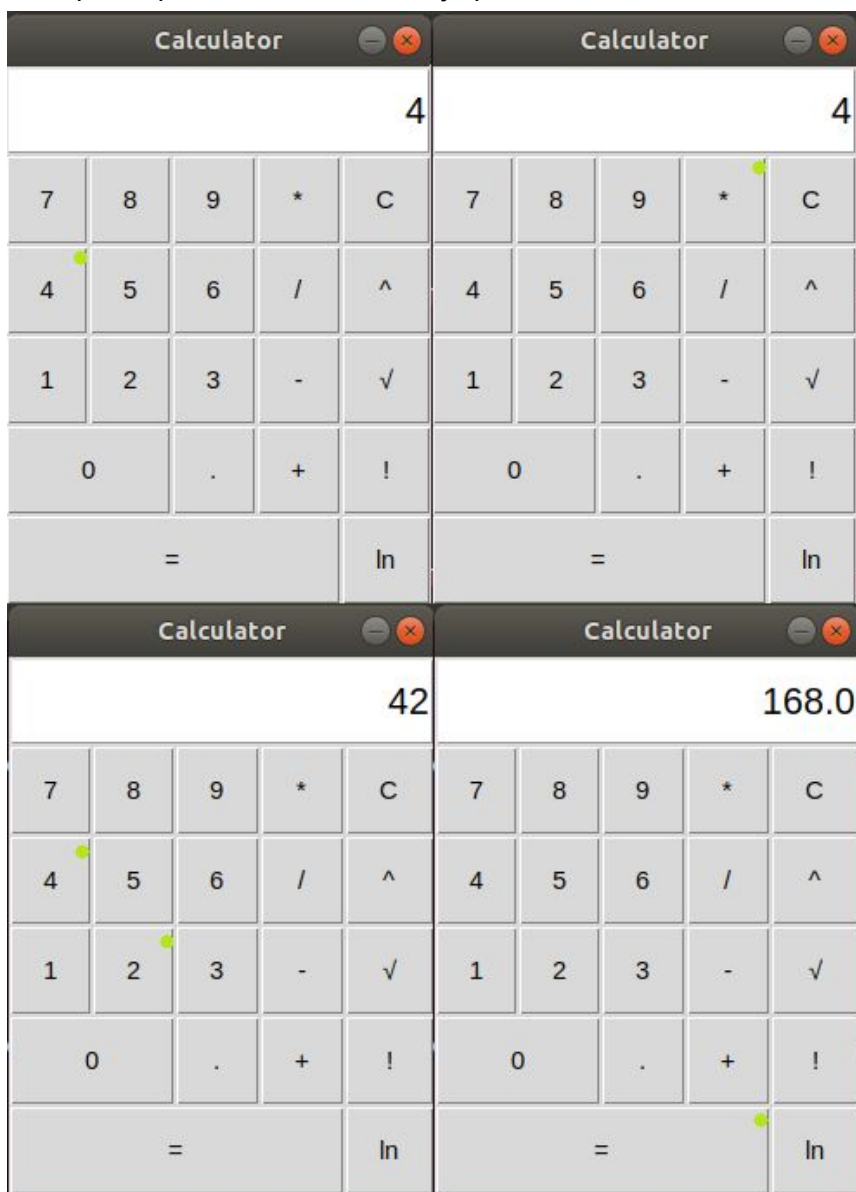 Calculator
4
7 8 9 * C
4 5 6 / ^
1 2 3 - √
0 . + !
= ln
Calculator
4
7 8 9 * C
4 5 6 / ^
1 2 3 - √
0 . + !
= ln
Calculator
42
7 8 9 * C
4 5 6 / ^
1 2 3 - √
0 . + !
= ln
Calculator
168.0
7 8 9 * C
4 5 6 / ^
1 2 3 - √
0 . + !
= ln